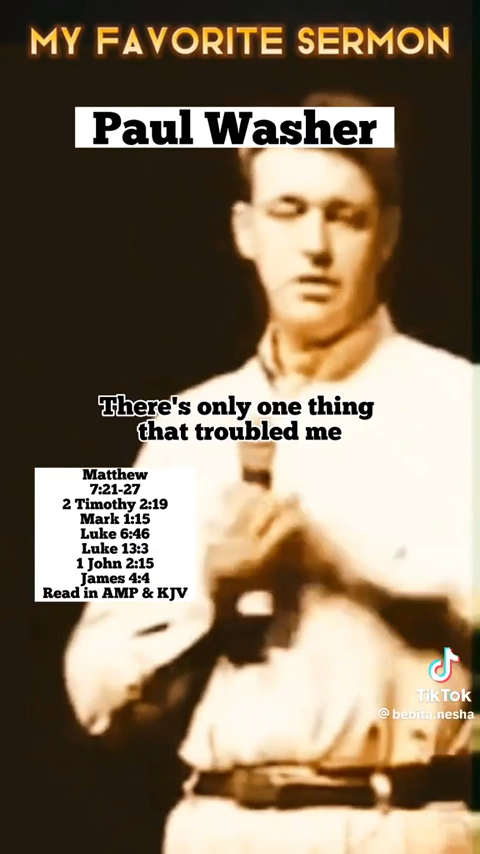 MY FAVORITE SERMON
Paul Washer
There's only one thing
that troubled me
Matthew
7:21-27
2 Timothy 2:19
Mark 1:15
Luke 6:46
Luke 13:3
1 John 2:15
James 4:4
Read in AMP & KJV
TikTok
@bebita.nesha